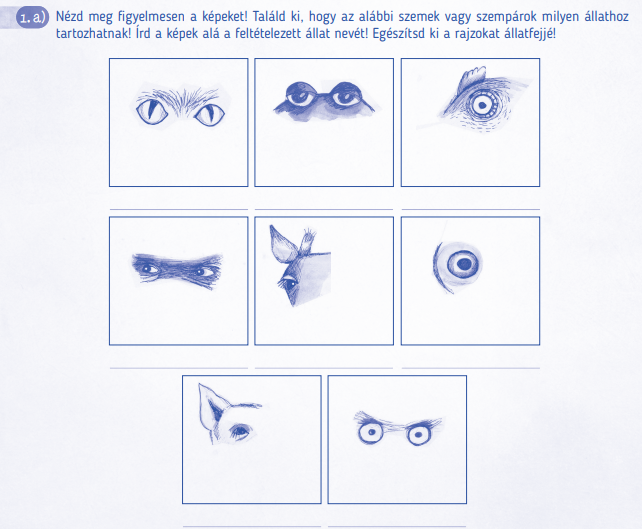 1. a) Nézd meg figyelmesen a képeket! Találd ki, hogy az alábbi szemek vagy szempárok milyen állathoz
tartozhatnak! Írd a képek alá a feltételezett állat nevét! Egészítsd ki a rajzokat állatfejjé!